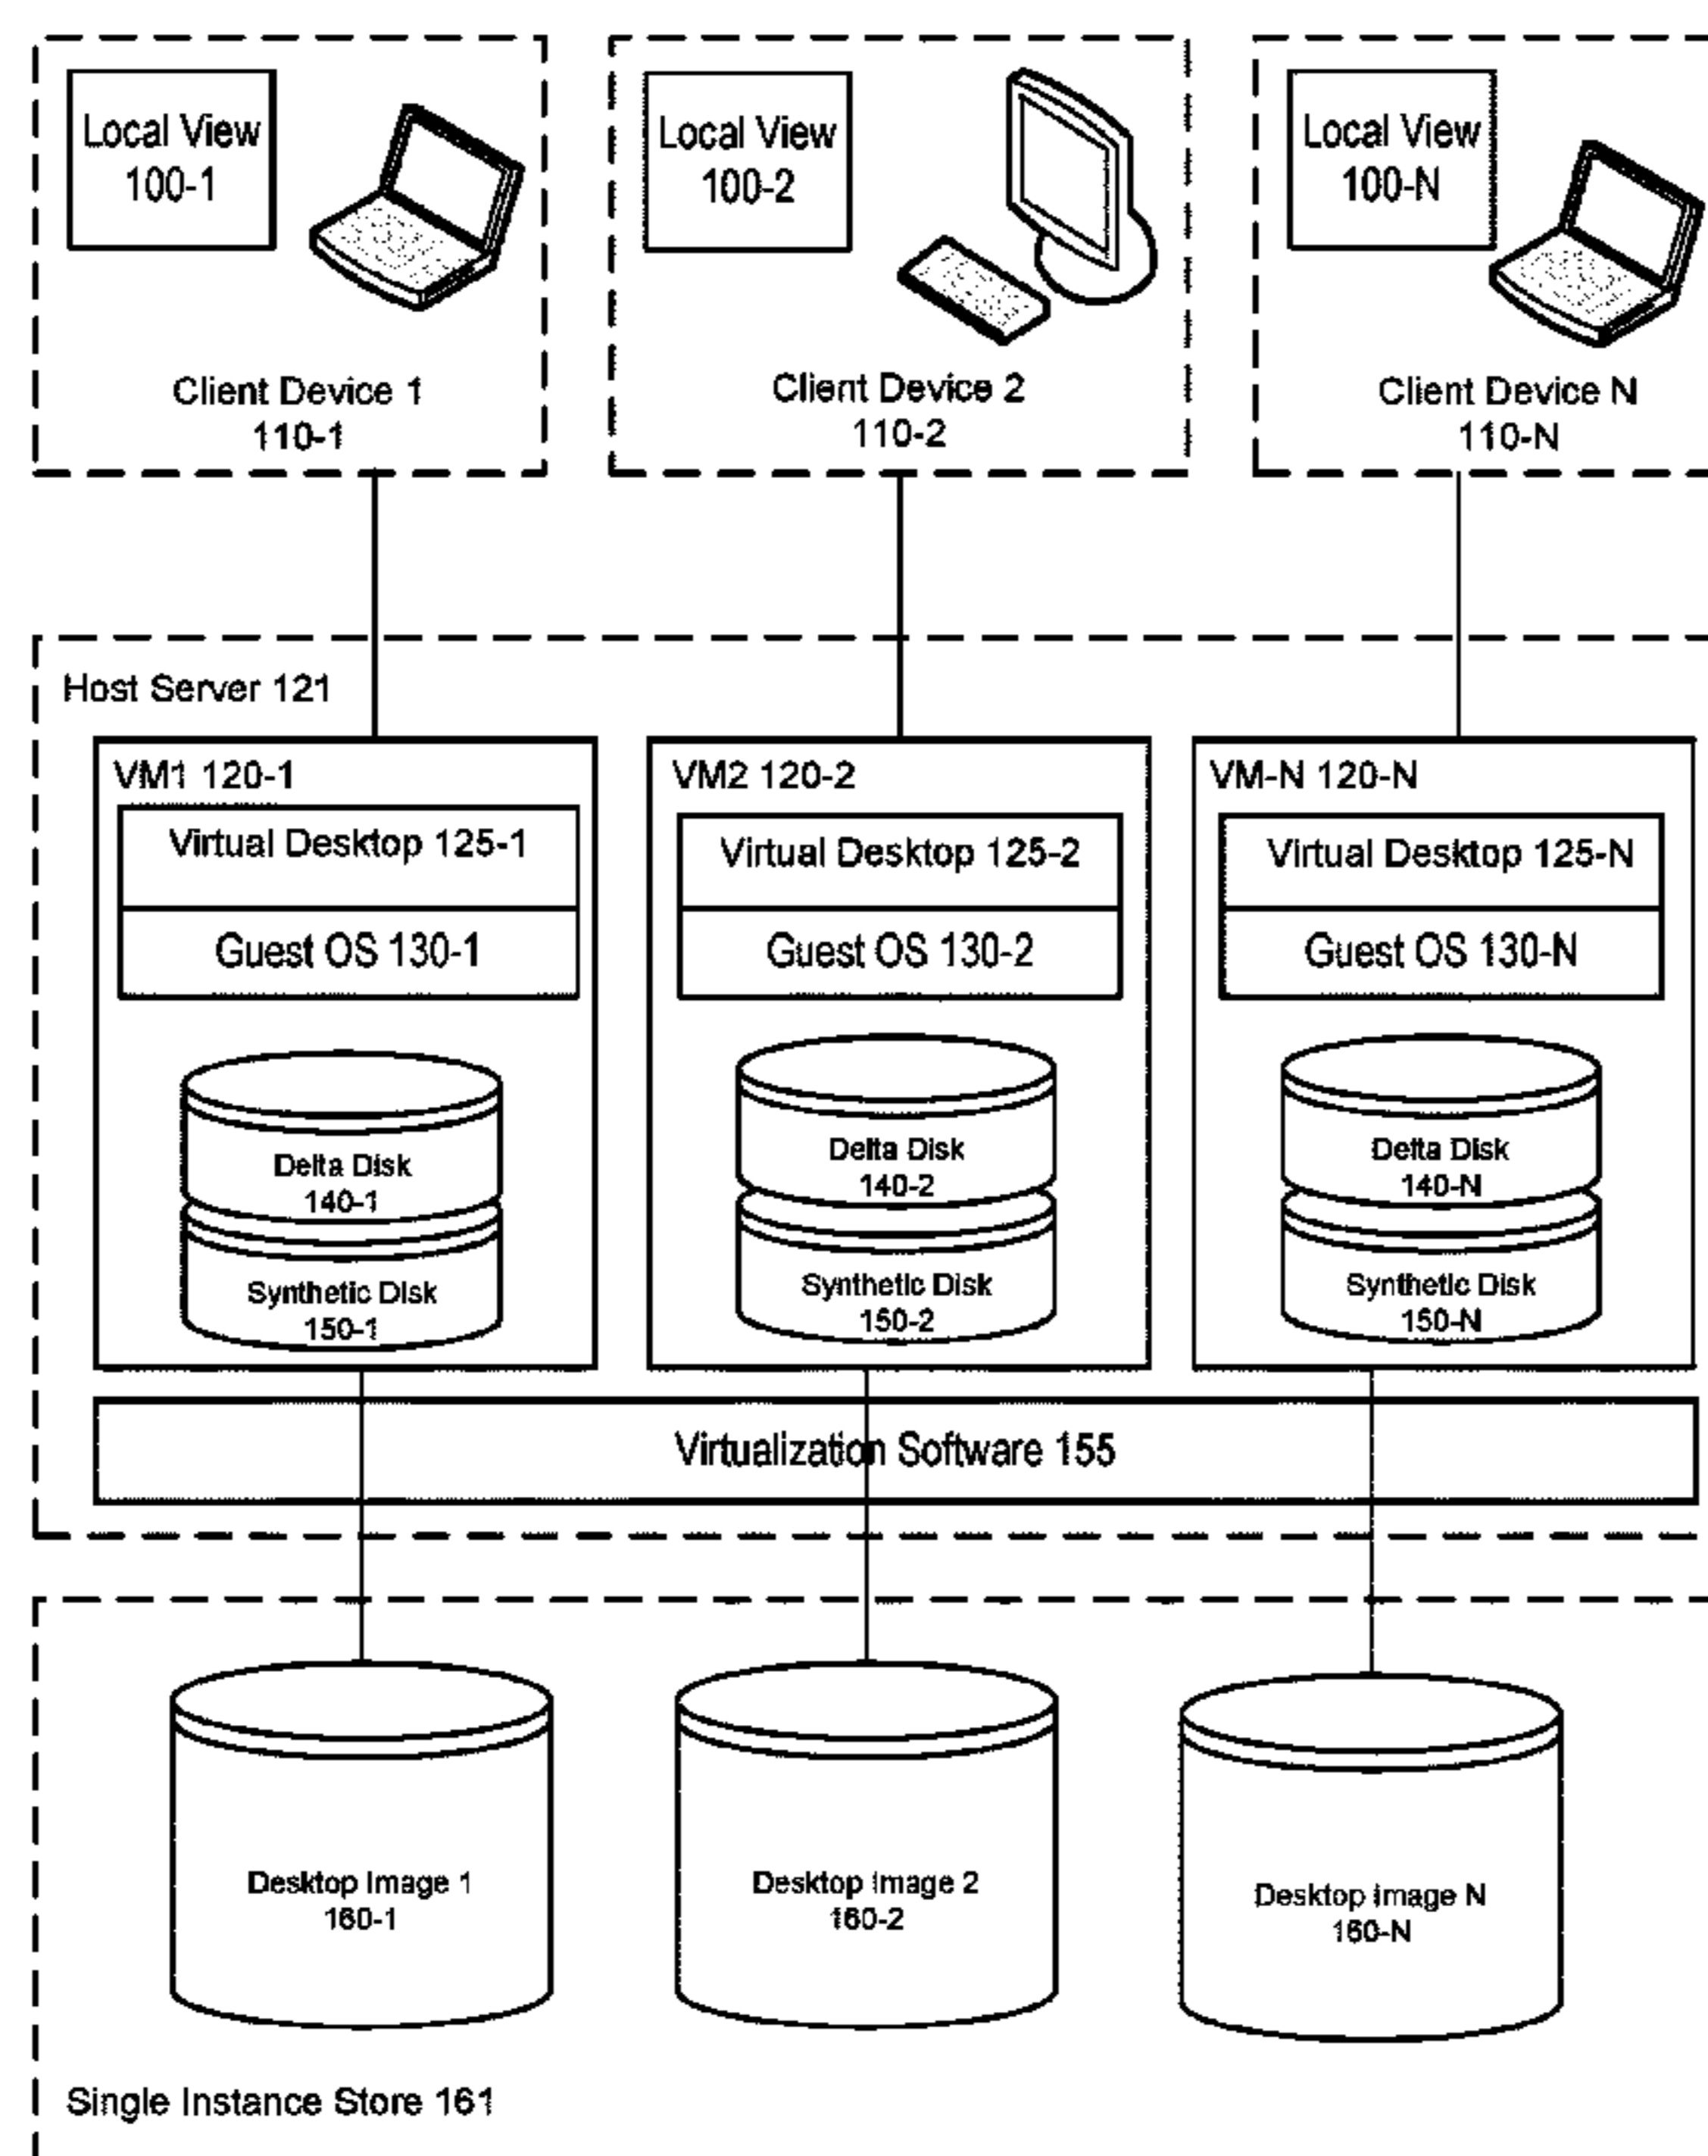 Local View
100-1
Client Device 1
110-1
Local View
100-2
Client Device 2
110-2
Local View
100-N
Client Device N
110-N
Host Server 121
VM1 120-1
Virtual Desktop 125-1
Guest OS 130-1
Delta Disk
140-1
Synthetic Disk
150-1
VM2 120-2
Virtual Desktop 125-2
Guest OS 130-2
Delta Disk
140-2
Synthetic Disk
150-2
VM-N 120-N
Virtual Desktop 125-N
Guest OS 130-N
Delta Disk
140-N
Synthetic Disk
150-N
Virtualization Software 155
Desktop Image 1
160-1
Desktop Image 2
160-2
Desktop Image N
160-N
Single Instance Store 161